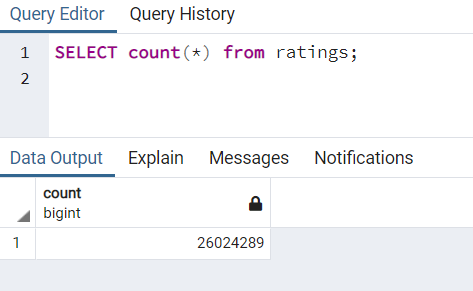 Query Editor Query History
1 SELECT count(*) from ratings;
2
Data Output Explain Messages Notifications
count
bigint
1 26024289